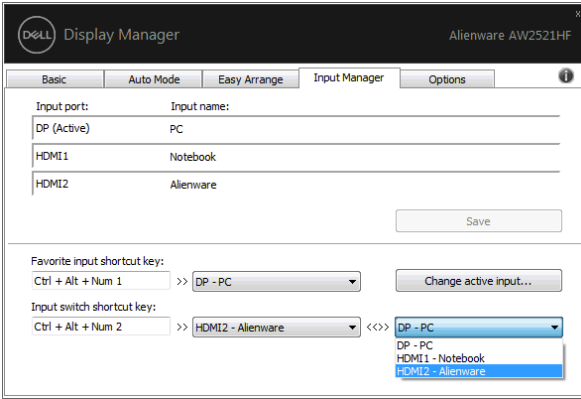 DELL Display Manager Alienware AW2521HF
x
Basic Auto Mode Easy Arrange Input Manager Options i
Input port: Input name:
DP (Active) PC
HDMI1 Notebook
HDMI2 Alienware
Save
Favorite input shortcut key:
Ctrl + Alt + Num 1 >> DP - PC Change active input...
Input switch shortcut key:
Ctrl + Alt + Num 2 >> HDMI2 - Alienware <<>> DP - PC
DP - PC
HDMI1 - Notebook
HDMI2 - Alienware